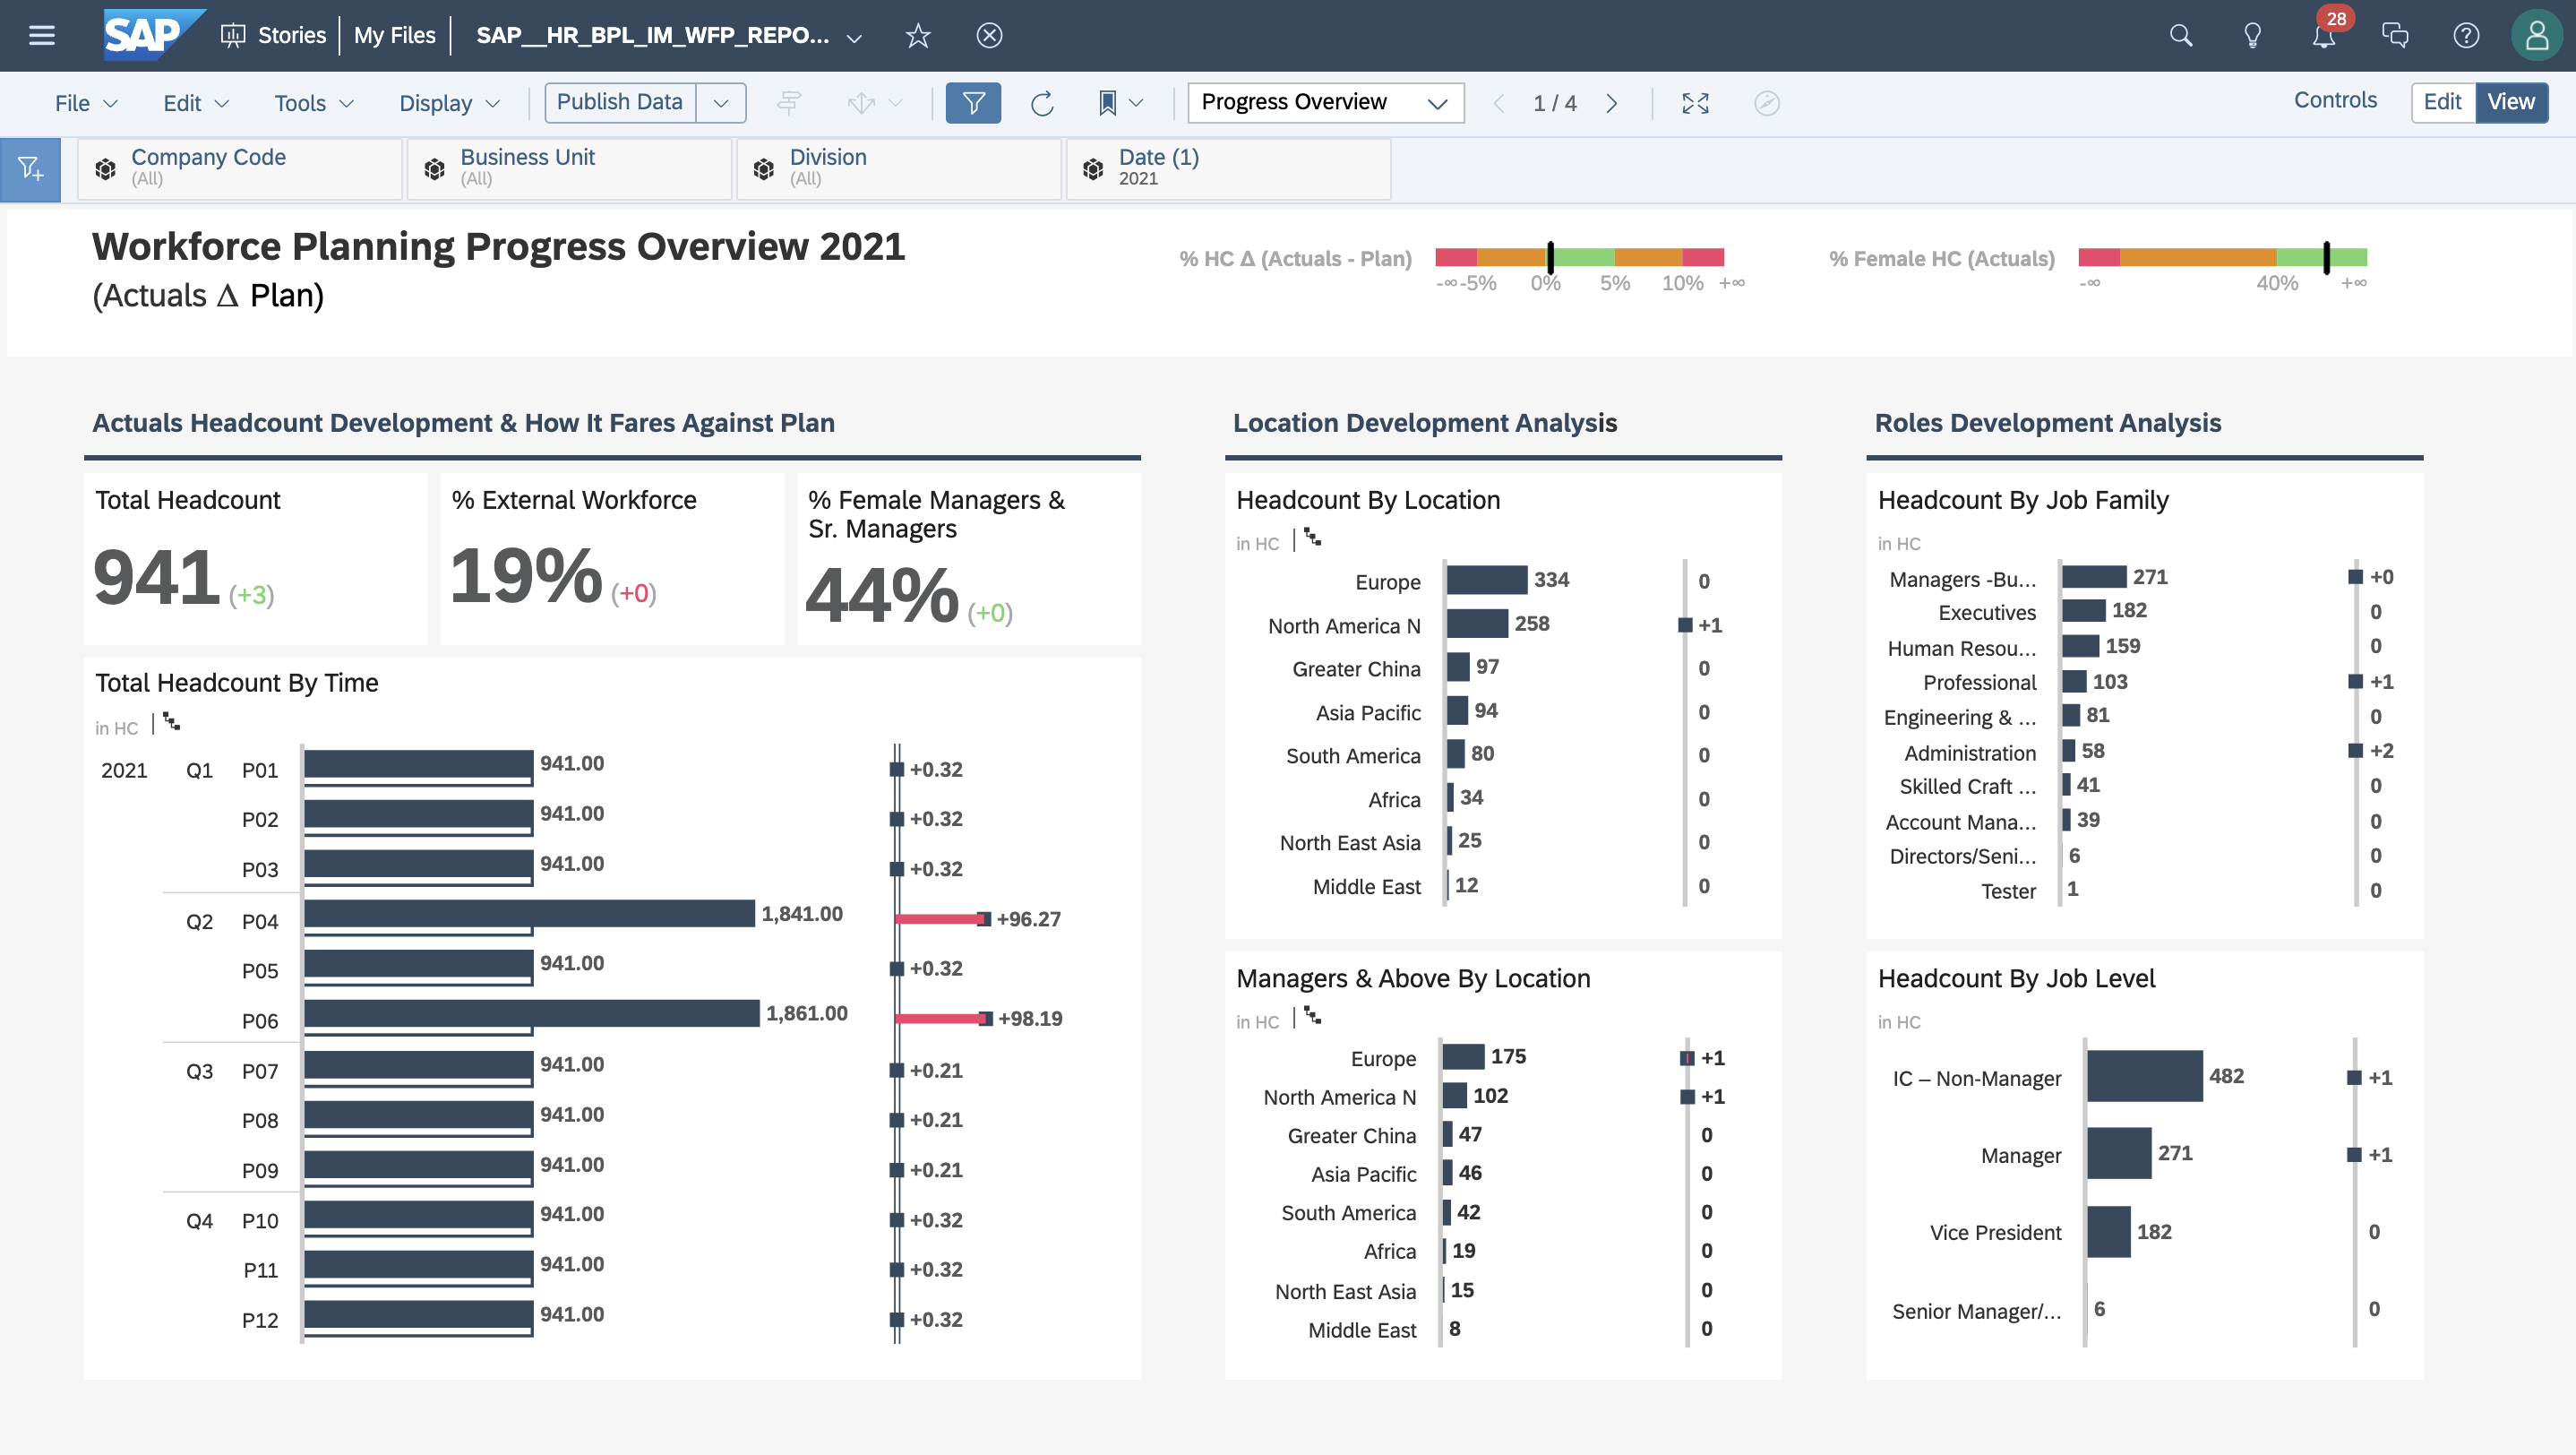 SAP
Stories
My Files
SAP__HR_BPL_IM_WFP_REPO...
28
File
Edit
Tools
Display
Publish Data
Progress Overview
1 / 4
Controls
Edit
View
Company Code
(All)
Business Unit
(All)
Division
(All)
Date (1)
2021
Workforce Planning Progress Overview 2021
(Actuals Δ Plan)
% HC Δ (Actuals - Plan)
-∞ -5% 0% 5% 10% +∞
% Female HC (Actuals)
-∞ 40% +∞
Actuals Headcount Development & How It Fares Against Plan
Total Headcount
941 (+3)
% External Workforce
19% (+0)
% Female Managers &
Sr. Managers
44% (+0)
Total Headcount By Time
in HC
2021 Q1 P01 941.00 +0.32
P02 941.00 +0.32
P03 941.00 +0.32
Q2 P04 1,841.00 +96.27
P05 941.00 +0.32
P06 1,861.00 +98.19
Q3 P07 941.00 +0.21
P08 941.00 +0.21
P09 941.00 +0.21
Q4 P10 941.00 +0.32
P11 941.00 +0.32
P12 941.00 +0.32
Location Development Analysis
Headcount By Location
in HC
Europe 334 0
North America N 258 +1
Greater China 97 0
Asia Pacific 94 0
South America 80 0
Africa 34 0
North East Asia 25 0
Middle East 12 0
Managers & Above By Location
in HC
Europe 175 +1
North America N 102 +1
Greater China 47 0
Asia Pacific 46 0
South America 42 0
Africa 19 0
North East Asia 15 0
Middle East 8 0
Roles Development Analysis
Headcount By Job Family
in HC
Managers -Bu... 271 +0
Executives 182 0
Human Resou... 159 0
Professional 103 +1
Engineering & ... 81 0
Administration 58 +2
Skilled Craft ... 41 0
Account Mana... 39 0
Directors/Seni... 6 0
Tester 1 0
Headcount By Job Level
in HC
IC – Non-Manager 482 +1
Manager 271 +1
Vice President 182 0
Senior Manager/... 6 0